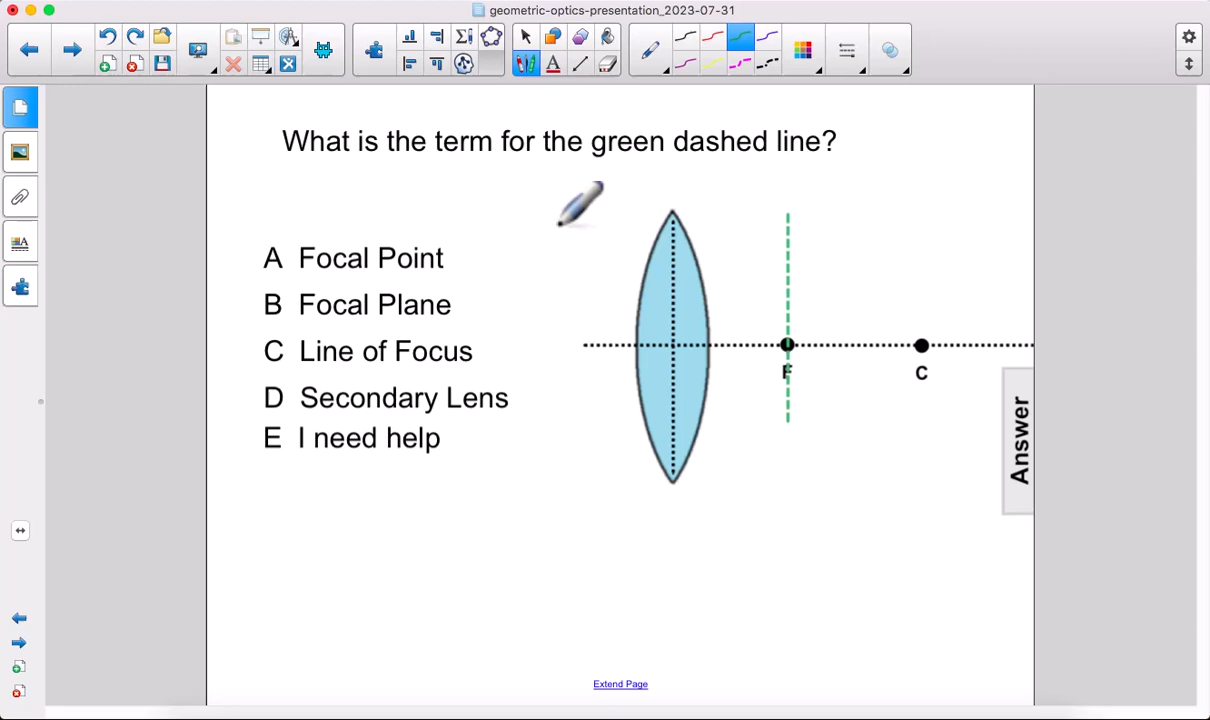 geometric-optics-presentation_2023-07-31
What is the term for the green dashed line?
A Focal Point
B Focal Plane
C Line of Focus
D Secondary Lens
E I need help
F
C
Answer
Extend Page